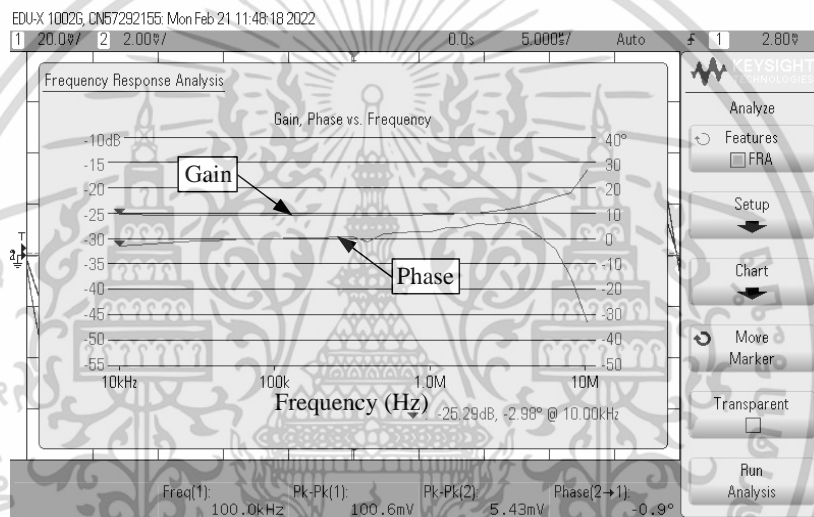 EDU-X 1002G, CN57292155: Mon Feb 21 11:48:18 2022
1 20.0V/ 2 2.00V/ 0.0s 5.000s/ Auto 1 2.80V
KEYSIGHT
TECHNOLOGIES
Frequency Response Analysis
Gain, Phase vs. Frequency
Analyze
Features
FRA
Setup
Chart
Move
Marker
Transparent
Run
Analysis
-10dB 40°
-15 30
-20 20
-25 10
-30 0
-35 -10
-40 -20
-45 -30
-50 -40
-55 -50
Gain
Phase
10kHz 100k 1.0M 10M
Frequency (Hz)
-25.29dB, -2.98° @ 10.00kHz
Freq(1): Pk-Pk(1): Pk-Pk(2): Phase(2→1):
100.0kHz 100.6mV 5.43mV -0.9°